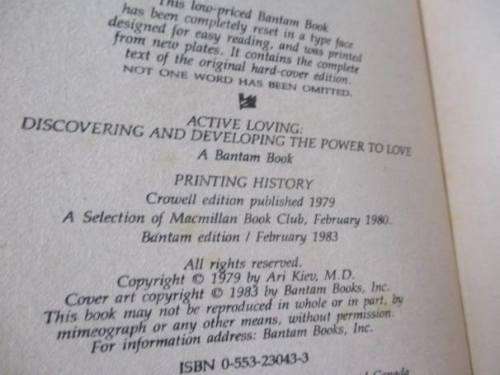 This low-priced Bantam Book
has been completely reset in a type face
designed for easy reading, and was printed
from new plates. It contains the complete
text of the original hard-cover edition.
NOT ONE WORD HAS BEEN OMITTED.
ACTIVE LOVING:
DISCOVERING AND DEVELOPING THE POWER TO LOVE
A Bantam Book
PRINTING HISTORY
Crowell edition published 1979
A Selection of Macmillan Book Club, February 1980.
Bantam edition / February 1983
All rights reserved.
Copyright © 1979 by Ari Kiev, M.D.
Cover art copyright © 1983 by Bantam Books, Inc.
This book may not be reproduced in whole or in part, by
mimeograph or any other means, without permission.
For information address: Bantam Books, Inc.
ISBN 0-553-23043-3
Canada